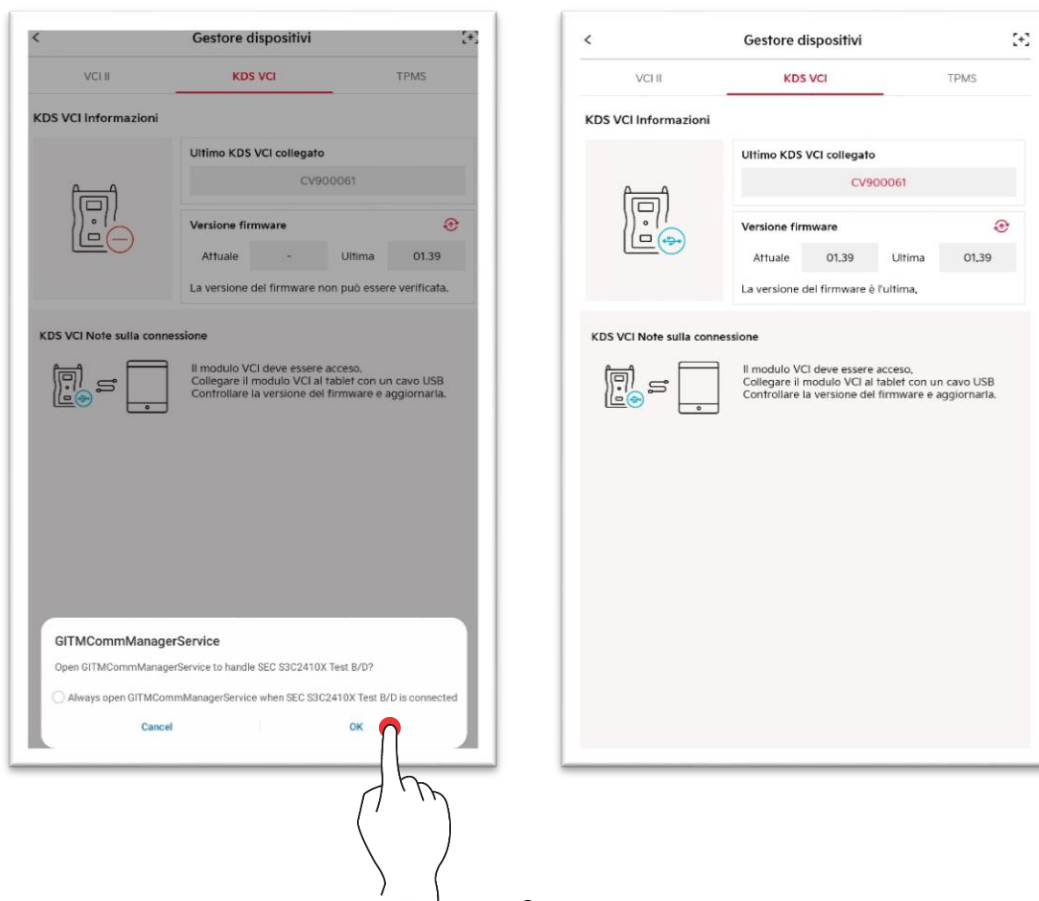 Gestore dispositivi
VCI II KDS VCI TPMS
KDS VCI Informazioni
Ultimo KDS VCI collegato
CV900061
Versione firmware
Attuale - Ultima 01.39
La versione del firmware non può essere verificata.
KDS VCI Note sulla connessione
Il modulo VCI deve essere acceso.
Collegare il modulo VCI al tablet con un cavo USB
Controllare la versione del firmware e aggiornarla.
GITMCommManagerService
Open GITMCommManagerService to handle SEC S3C2410X Test B/D?
Always open GITMCommManagerService when SEC S3C2410X Test B/D is connected
Cancel OK
Gestore dispositivi
VCI II KDS VCI TPMS
KDS VCI Informazioni
Ultimo KDS VCI collegato
CV900061
Versione firmware
Attuale 01.39 Ultima 01.39
La versione del firmware è l'ultima.
KDS VCI Note sulla connessione
Il modulo VCI deve essere acceso.
Collegare il modulo VCI al tablet con un cavo USB
Controllare la versione del firmware e aggiornarla.